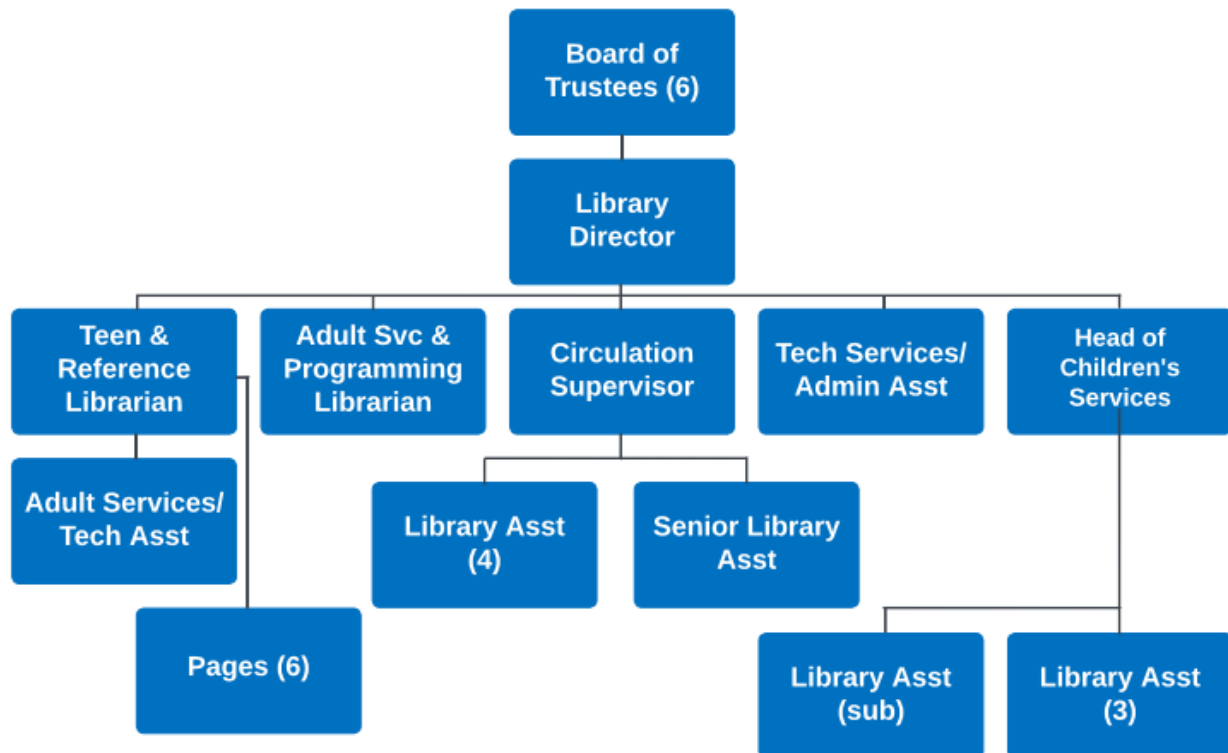 Board of
Trustees (6)
Library
Director
Teen &
Reference
Librarian
Adult Svc &
Programming
Librarian
Circulation
Supervisor
Tech Services/
Admin Asst
Head of
Children's
Services
Adult Services/
Tech Asst
Library Asst
(4)
Senior Library
Asst
Pages (6)
Library Asst
(sub)
Library Asst
(3)